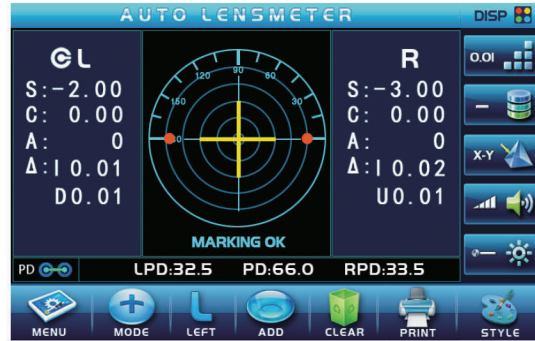 AUTO LENSMETER
DISP
L
S:-2.00
C: 0.00
A: 0
Δ:I 0.01
D0.01
120 90 60
150 30
MARKING OK
R
S:-3.00
C: 0.00
A: 0
Δ:I 0.02
U0.01
0.01
-
X-Y
PD
LPD:32.5 PD:66.0 RPD:33.5
MENU MODE LEFT ADD CLEAR PRINT STYLE